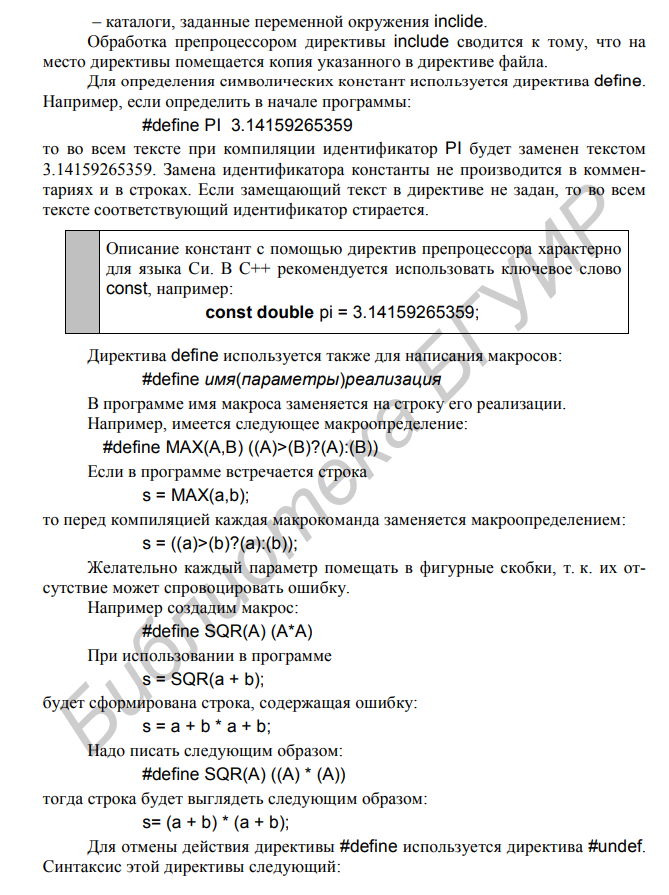 – каталоги, заданные переменной окружения inclide.
Обработка препроцессором директивы include сводится к тому, что на
место директивы помещается копия указанного в директиве файла.
Для определения символических констант используется директива define.
Например, если определить в начале программы:
#define PI 3.14159265359
то во всем тексте при компиляции идентификатор PI будет заменен текстом
3.14159265359. Замена идентификатора константы не производится в коммен-
тариях и в строках. Если замещающий текст в директиве не задан, то во всем
тексте соответствующий идентификатор стирается.
Описание констант с помощью директив препроцессора характерно
для языка Си. В С++ рекомендуется использовать ключевое слово
const, например:
const double pi = 3.14159265359;
Директива define используется также для написания макросов:
#define имя(параметры)реализация
В программе имя макроса заменяется на строку его реализации.
Например, имеется следующее макроопределение:
#define MAX(A,B) ((A)>(B)?(A):(B))
Если в программе встречается строка
s = MAX(a,b);
то перед компиляцией каждая макрокоманда заменяется макроопределением:
s = ((a)>(b)?(a):(b));
Желательно каждый параметр помещать в фигурные скобки, т. к. их от-
сутствие может спровоцировать ошибку.
Например создадим макрос:
#define SQR(A) (A*A)
При использовании в программе
s = SQR(a + b);
будет сформирована строка, содержащая ошибку:
s = a + b * a + b;
Надо писать следующим образом:
#define SQR(A) ((A) * (A))
тогда строка будет выглядеть следующим образом:
s= (a + b) * (a + b);
Для отмены действия директивы #define используется директива #undef.
Синтаксис этой директивы следующий:
Библиотека БГУИР